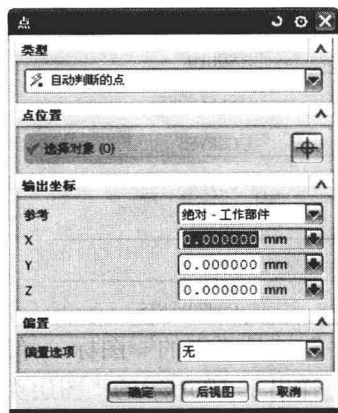 点
类型
自动判断的点
点位置
选择对象 (0)
输出坐标
参考 绝对 - 工作部件
X 0.000000 mm
Y 0.000000 mm
Z 0.000000 mm
偏置
偏置选项 无
确定 后视图 取消